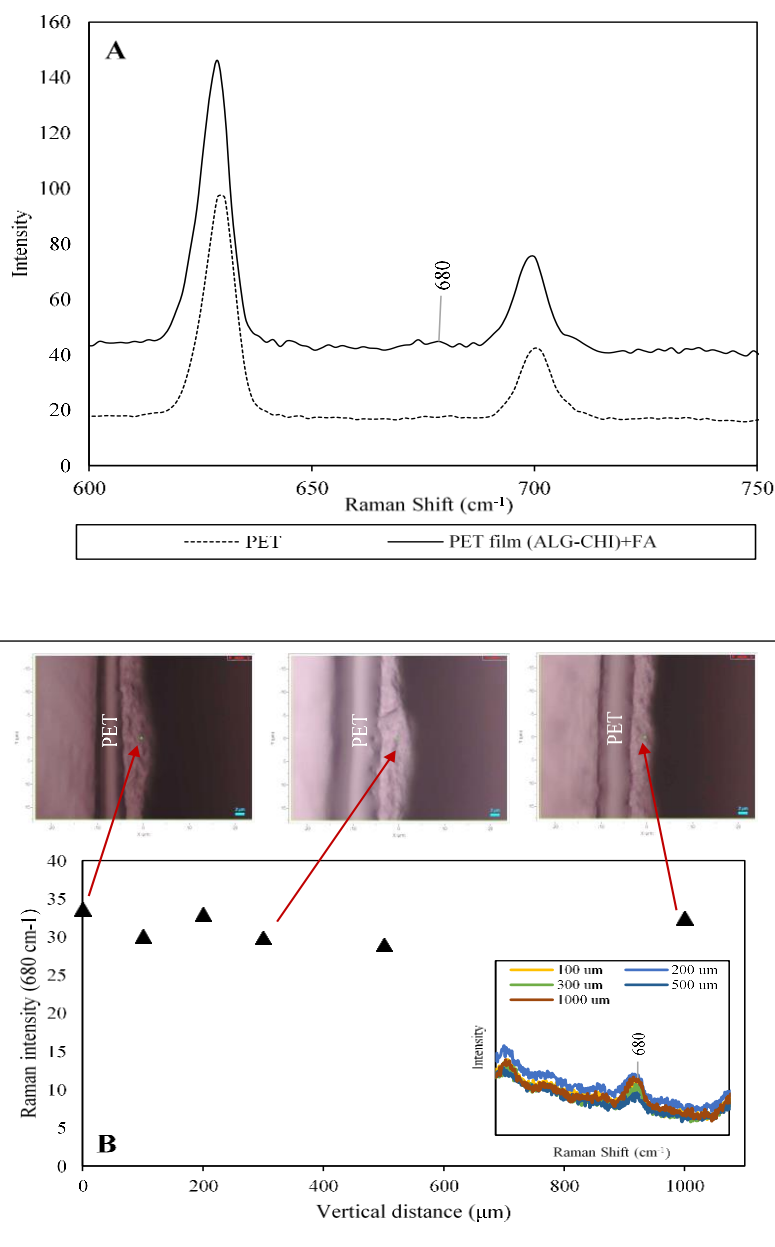 160
A
140
120
100
80
60
40
20
0
Intensity
680
600 650 700 750
Raman Shift (cm-1)
PET PET film (ALG-CHI)+FA
PET PET PET
40
35
30
25
20
15
10
5
0
Raman intensity (680 cm-1)
100 um 200 um
300 um 500 um
1000 um
Intensity
680
Raman Shift (cm-1)
B
0 200 400 600 800 1000
Vertical distance (µm)